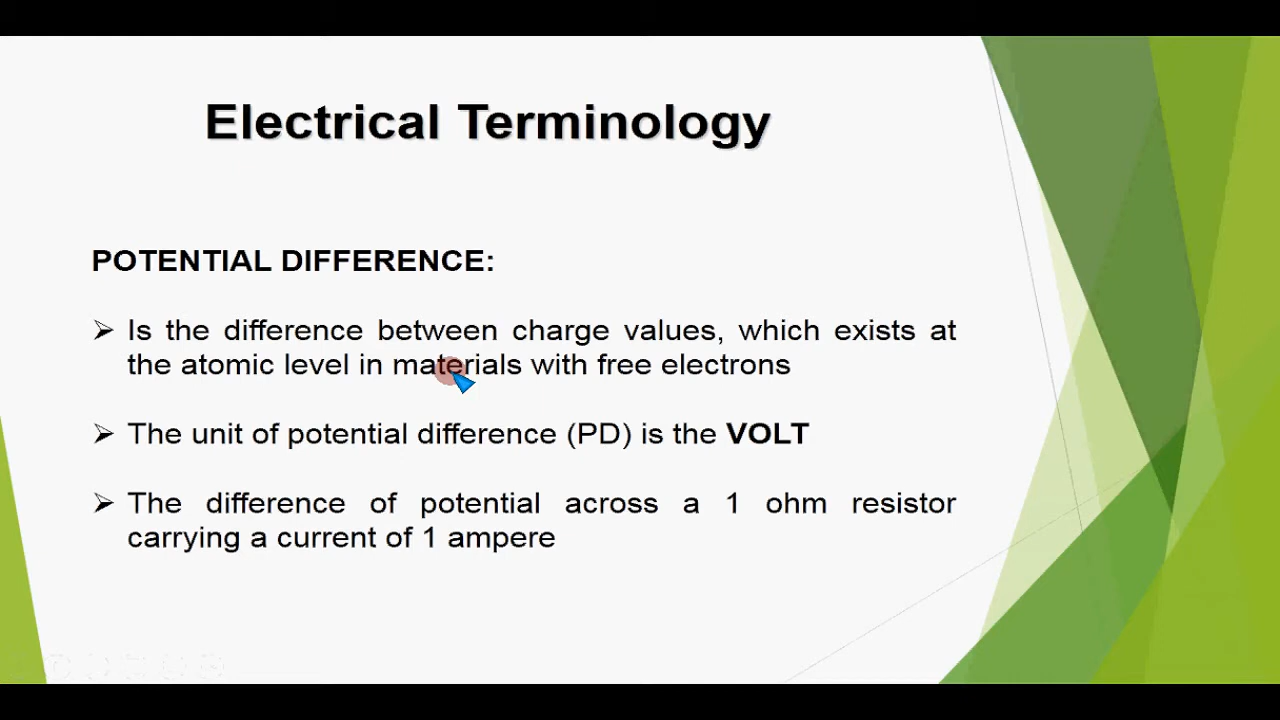 Electrical Terminology
POTENTIAL DIFFERENCE:
➢ Is the difference between charge values, which exists at
the atomic level in materials with free electrons
➢ The unit of potential difference (PD) is the VOLT
➢ The difference of potential across a 1 ohm resistor
carrying a current of 1 ampere